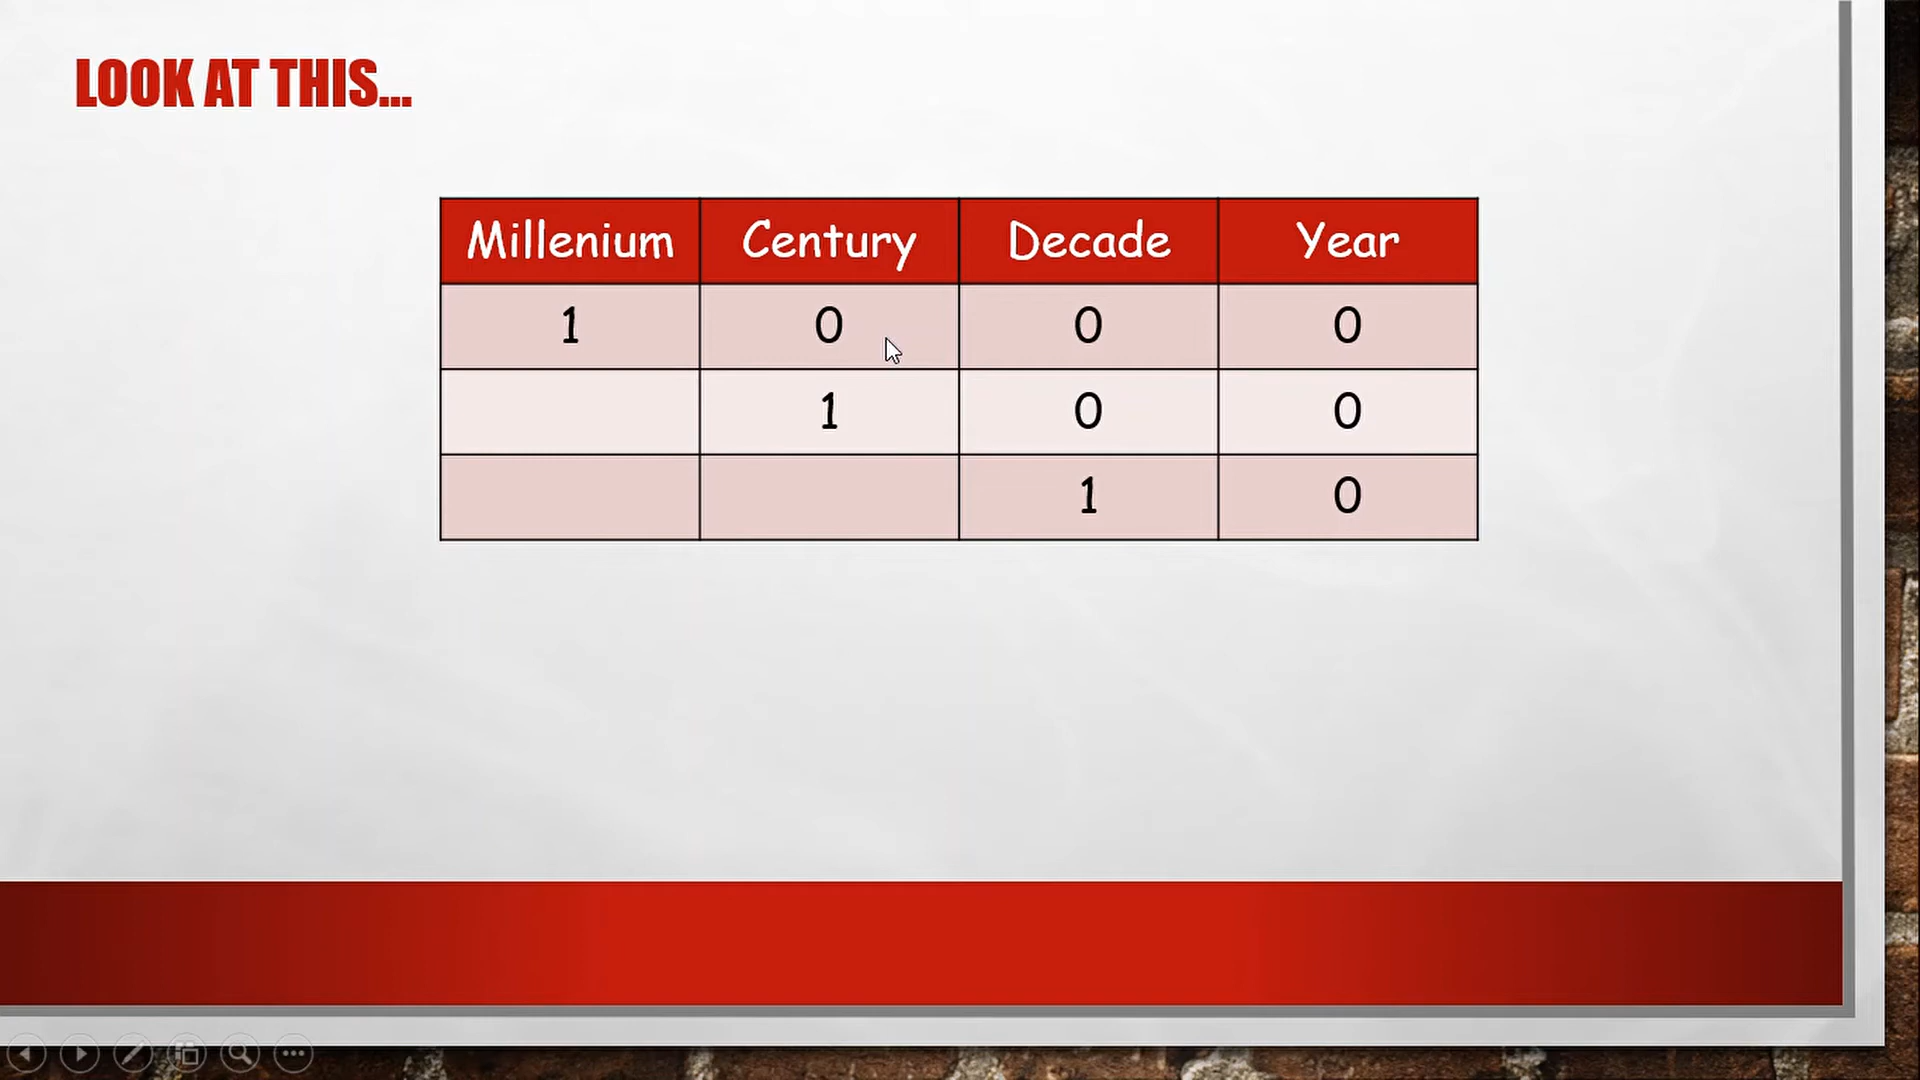 LOOK AT THIS...
Millenium Century Decade Year
1 0 0 0
1 0 0
1 0